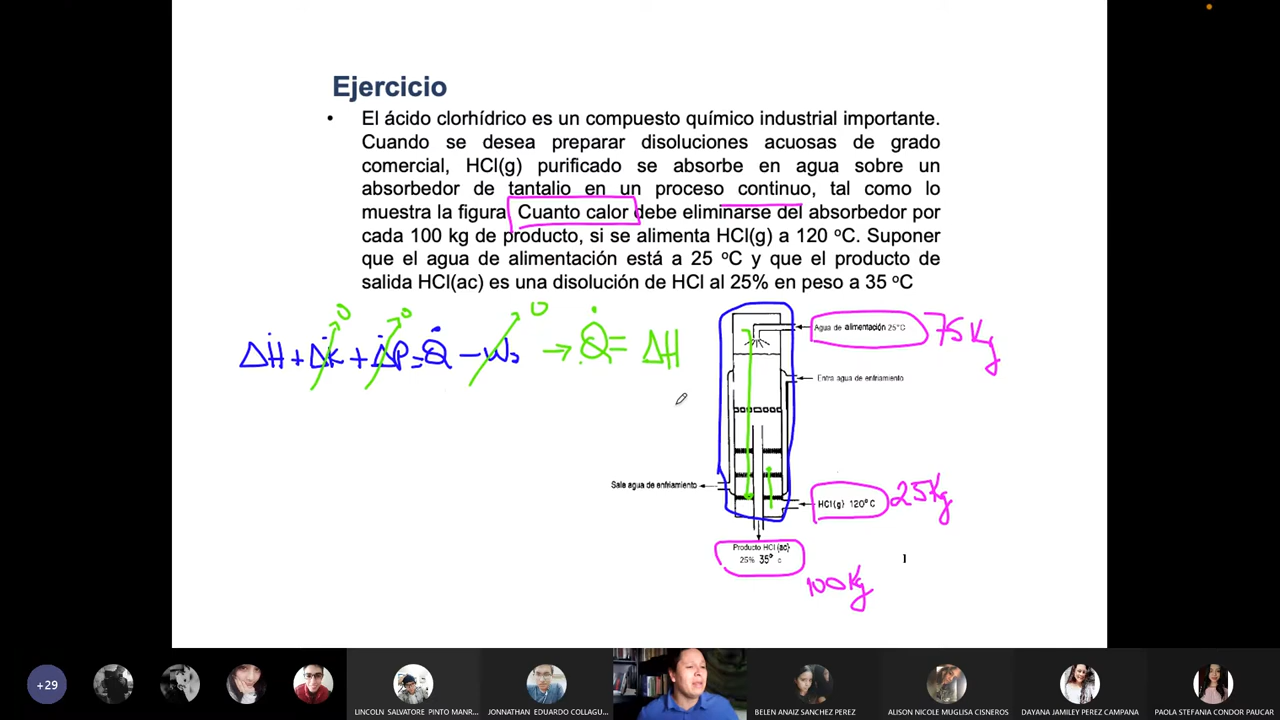 Ejercicio
• El ácido clorhídrico es un compuesto químico industrial importante.
Cuando se desea preparar disoluciones acuosas de grado
comercial, HCl(g) purificado se absorbe en agua sobre un
absorbedor de tantalio en un proceso continuo, tal como lo
muestra la figura. Cuanto calor debe eliminarse del absorbedor por
cada 100 kg de producto, si se alimenta HCl(g) a 120 ºC. Suponer
que el agua de alimentación está a 25 ºC y que el producto de
salida HCl(ac) es una disolución de HCl al 25% en peso a 35 ºC
0 0 0
ΔḢ + ΔK̇ + ΔṖ = Q̇ - Ws → Q̇ = ΔH
Agua de alimentación 25°C 75 Kg
Entra agua de enfriamiento
Sale agua de enfriamiento
HCl(g) 120°C 25 Kg
Producto HCl (ac)
25% 35° c
100 Kg
+29
LINCOLN SALVATORE PINTO MANR...
JONNATHAN EDUARDO COLLAGU...
BELEN ANAIZ SANCHEZ PEREZ
ALISON NICOLE MUGLISA CISNEROS
DAYANA JAMILEY PEREZ CAMPANA
PAOLA STEFANIA CONDOR PAUCAR